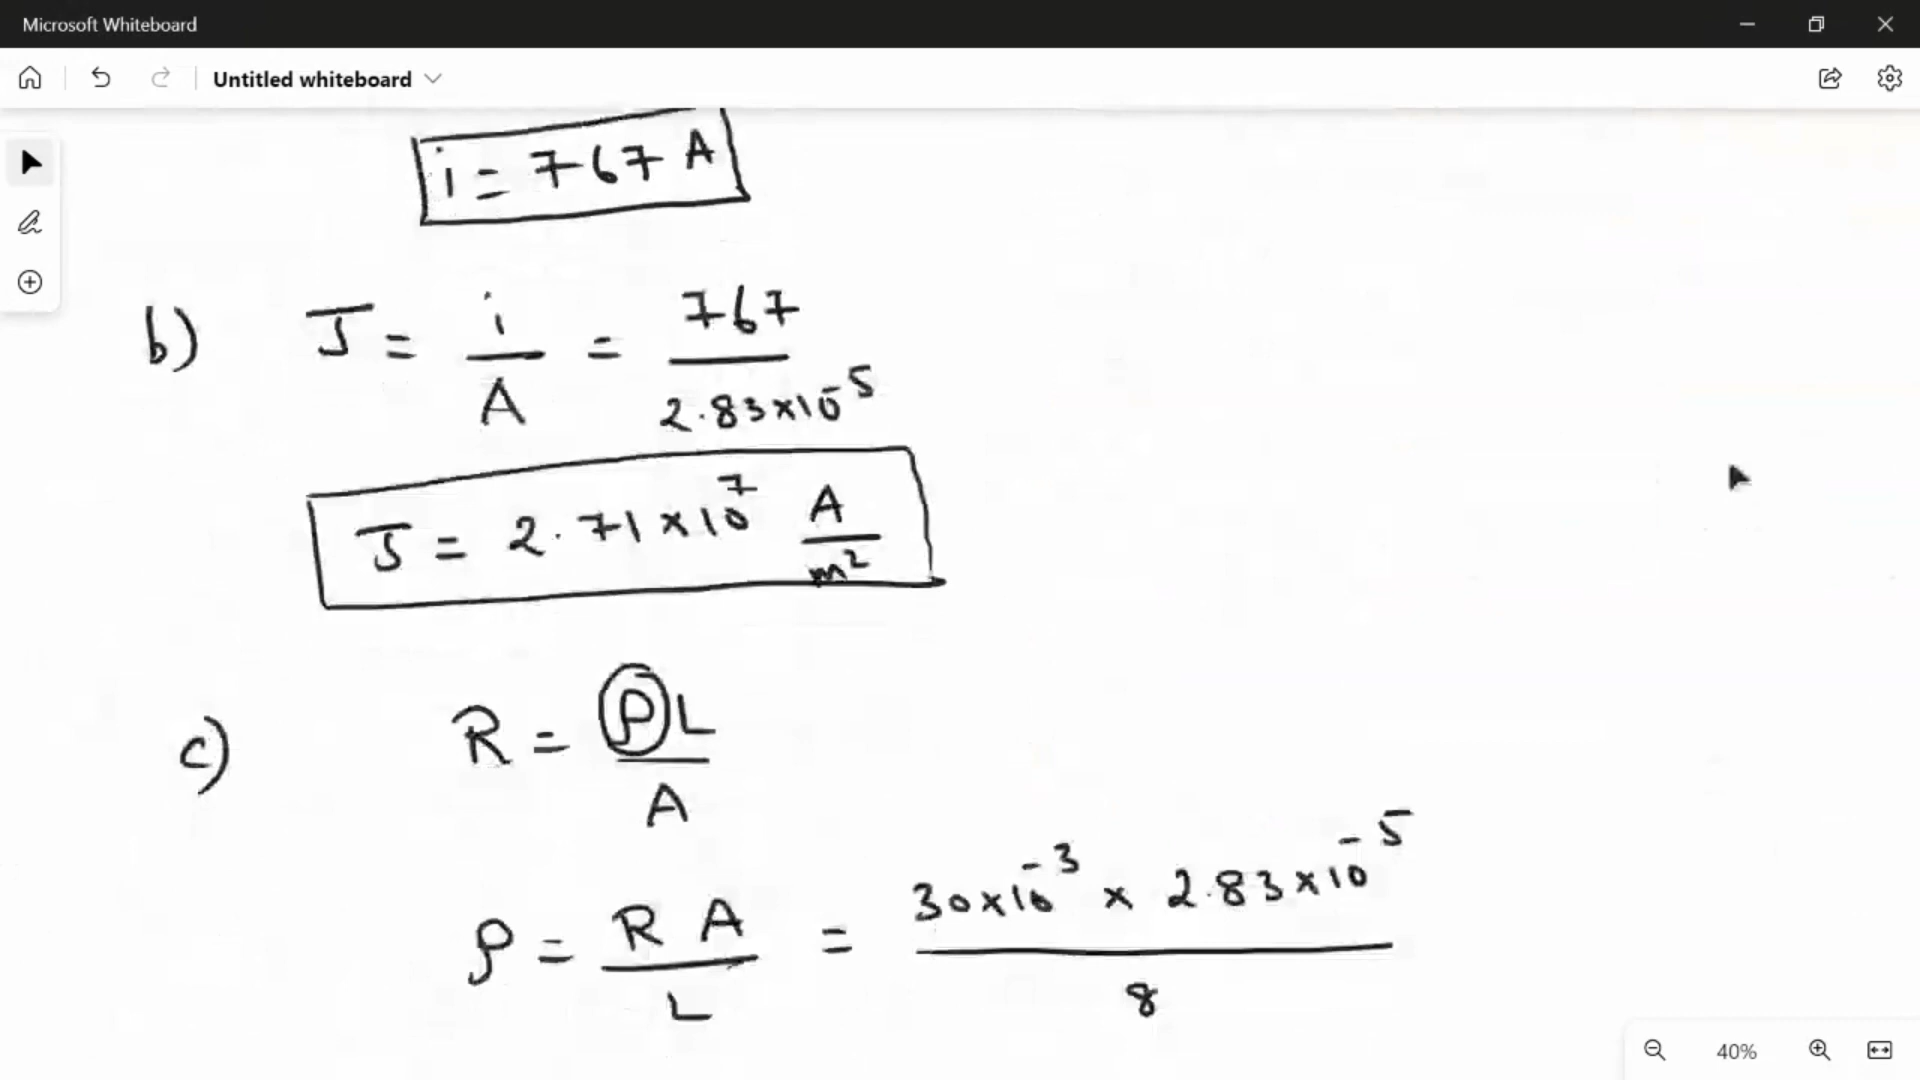 Microsoft Whiteboard
Untitled whiteboard
i = 767 A
b) J = i/A = 767/2.83×10⁻⁵
J = 2.71×10⁷ A/m²
c) R = ρL/A
ρ = R A/L = 30×10⁻³ × 2.83×10⁻⁵/8
40%